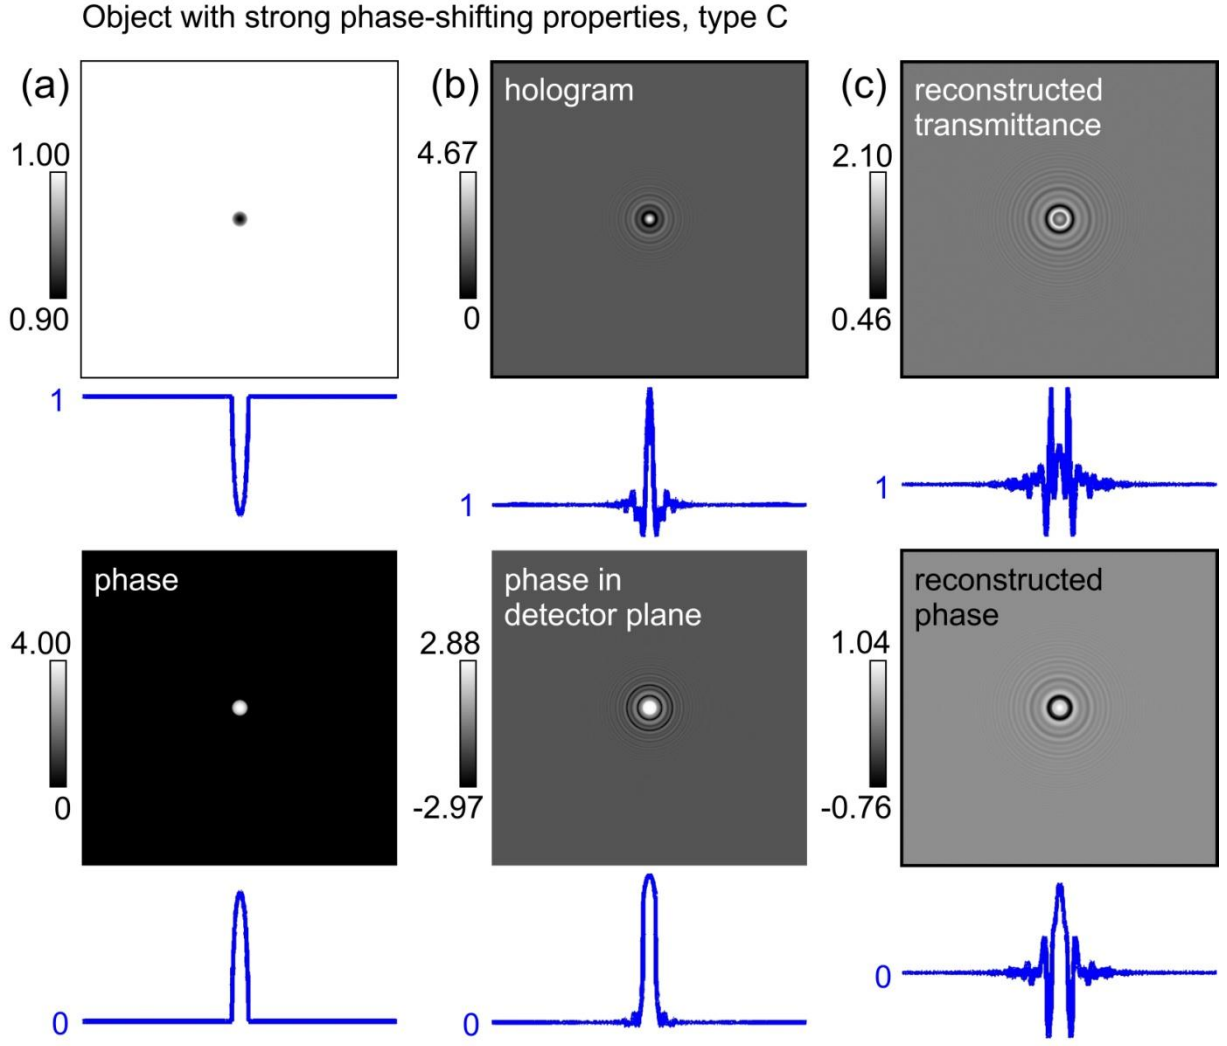 Object with strong phase-shifting properties, type C
(a)
1.00
0.90
1
(b)
hologram
4.67
0
1
(c)
reconstructed
transmittance
2.10
0.46
1
phase
4.00
0
0
phase in
detector plane
2.88
-2.97
0
reconstructed
phase
1.04
-0.76
0